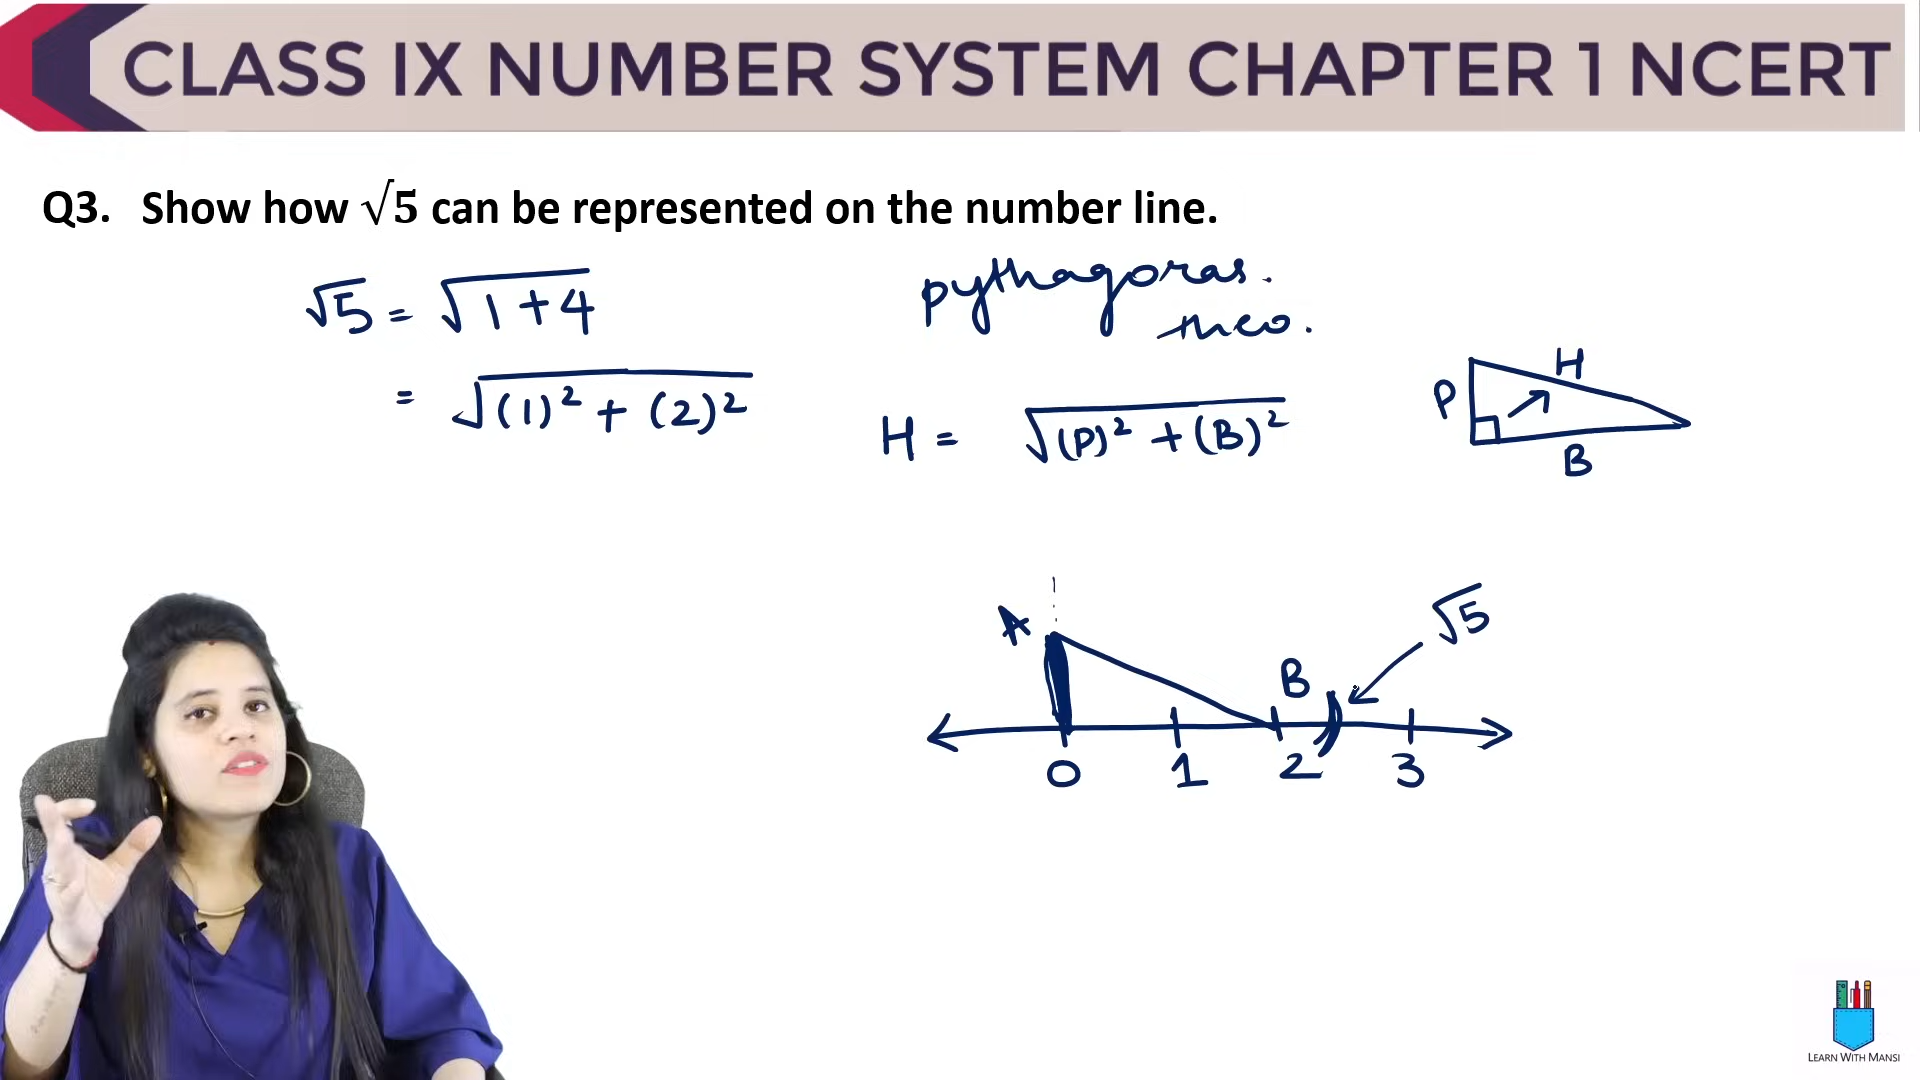 CLASS IX NUMBER SYSTEM CHAPTER 1 NCERT
Q3. Show how √5 can be represented on the number line.
√5 = √1+4
= √(1)² + (2)²
pythagoras.
theo.
H = √(P)² + (B)²
P
H
B
A
B
√5
0 1 2 3
LEARN WITH MANSI